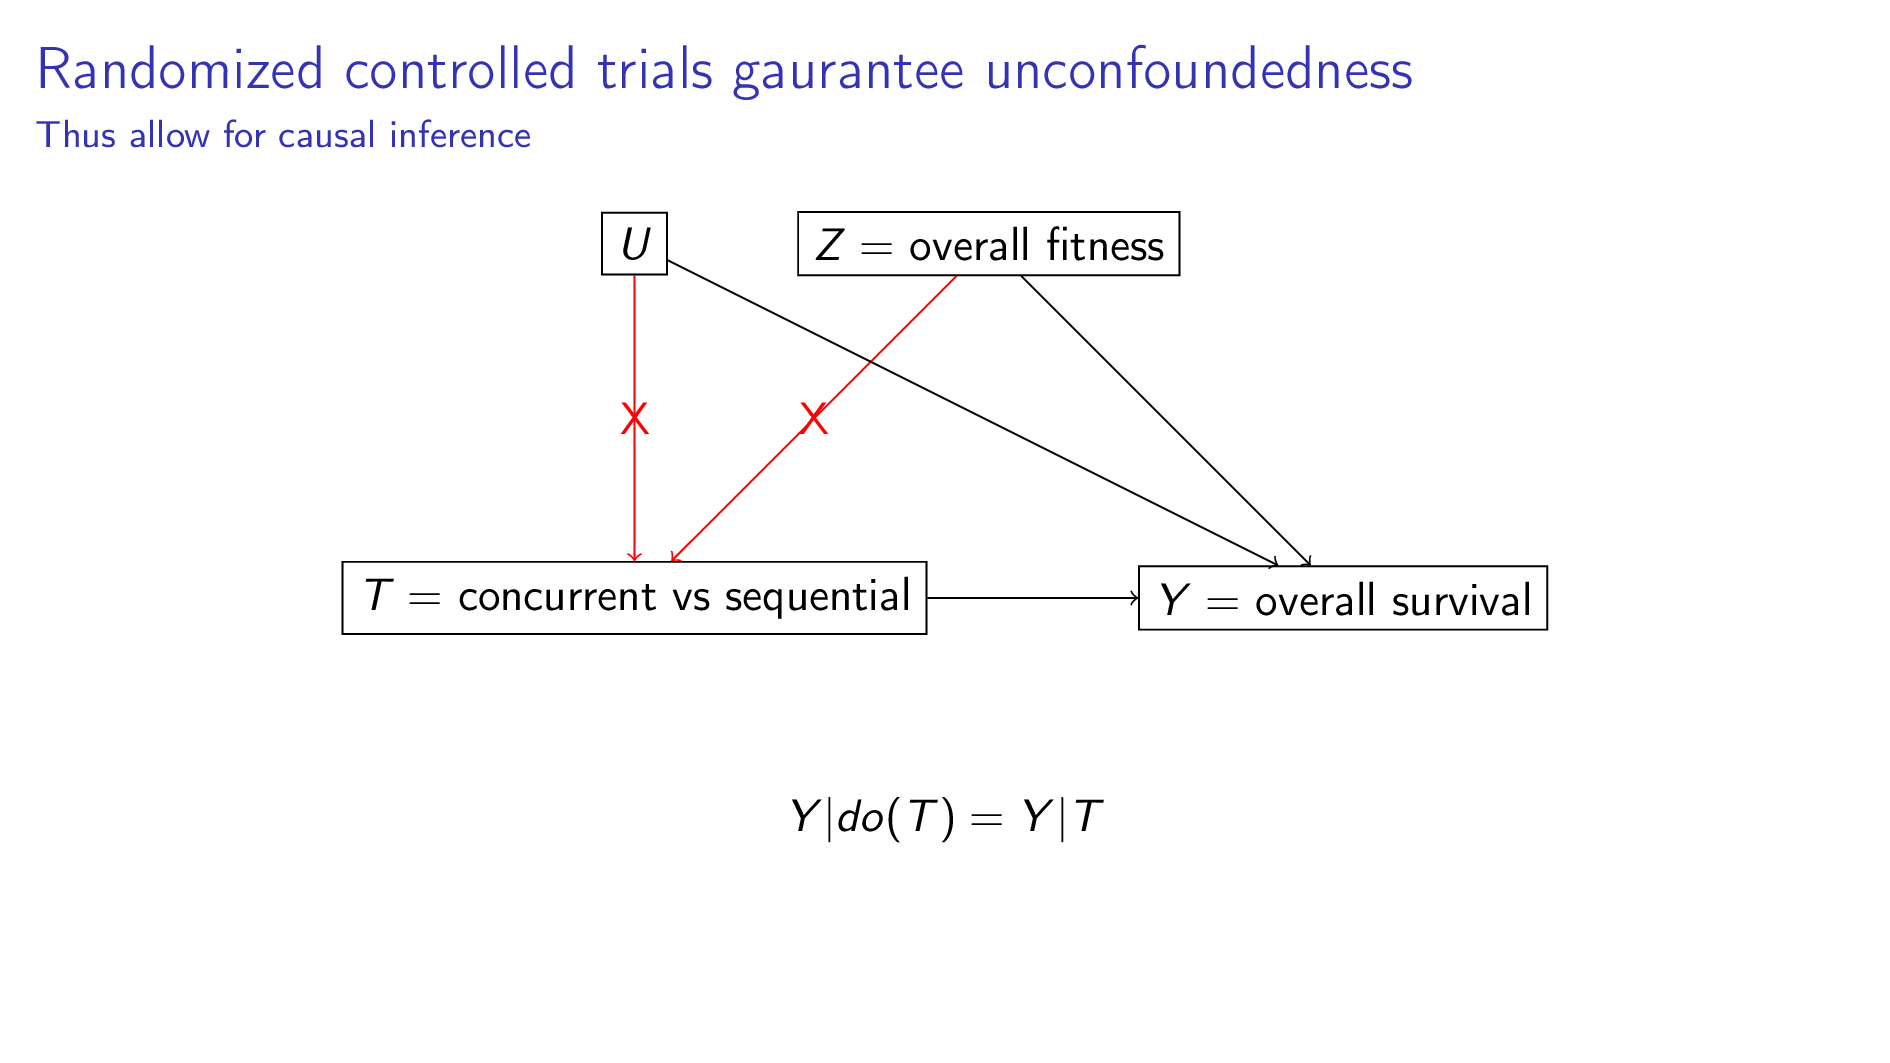 Randomized controlled trials gaurantee unconfoundedness
Thus allow for causal inference
U
Z = overall fitness
X
X
T = concurrent vs sequential
Y = overall survival
Y|do(T) = Y|T